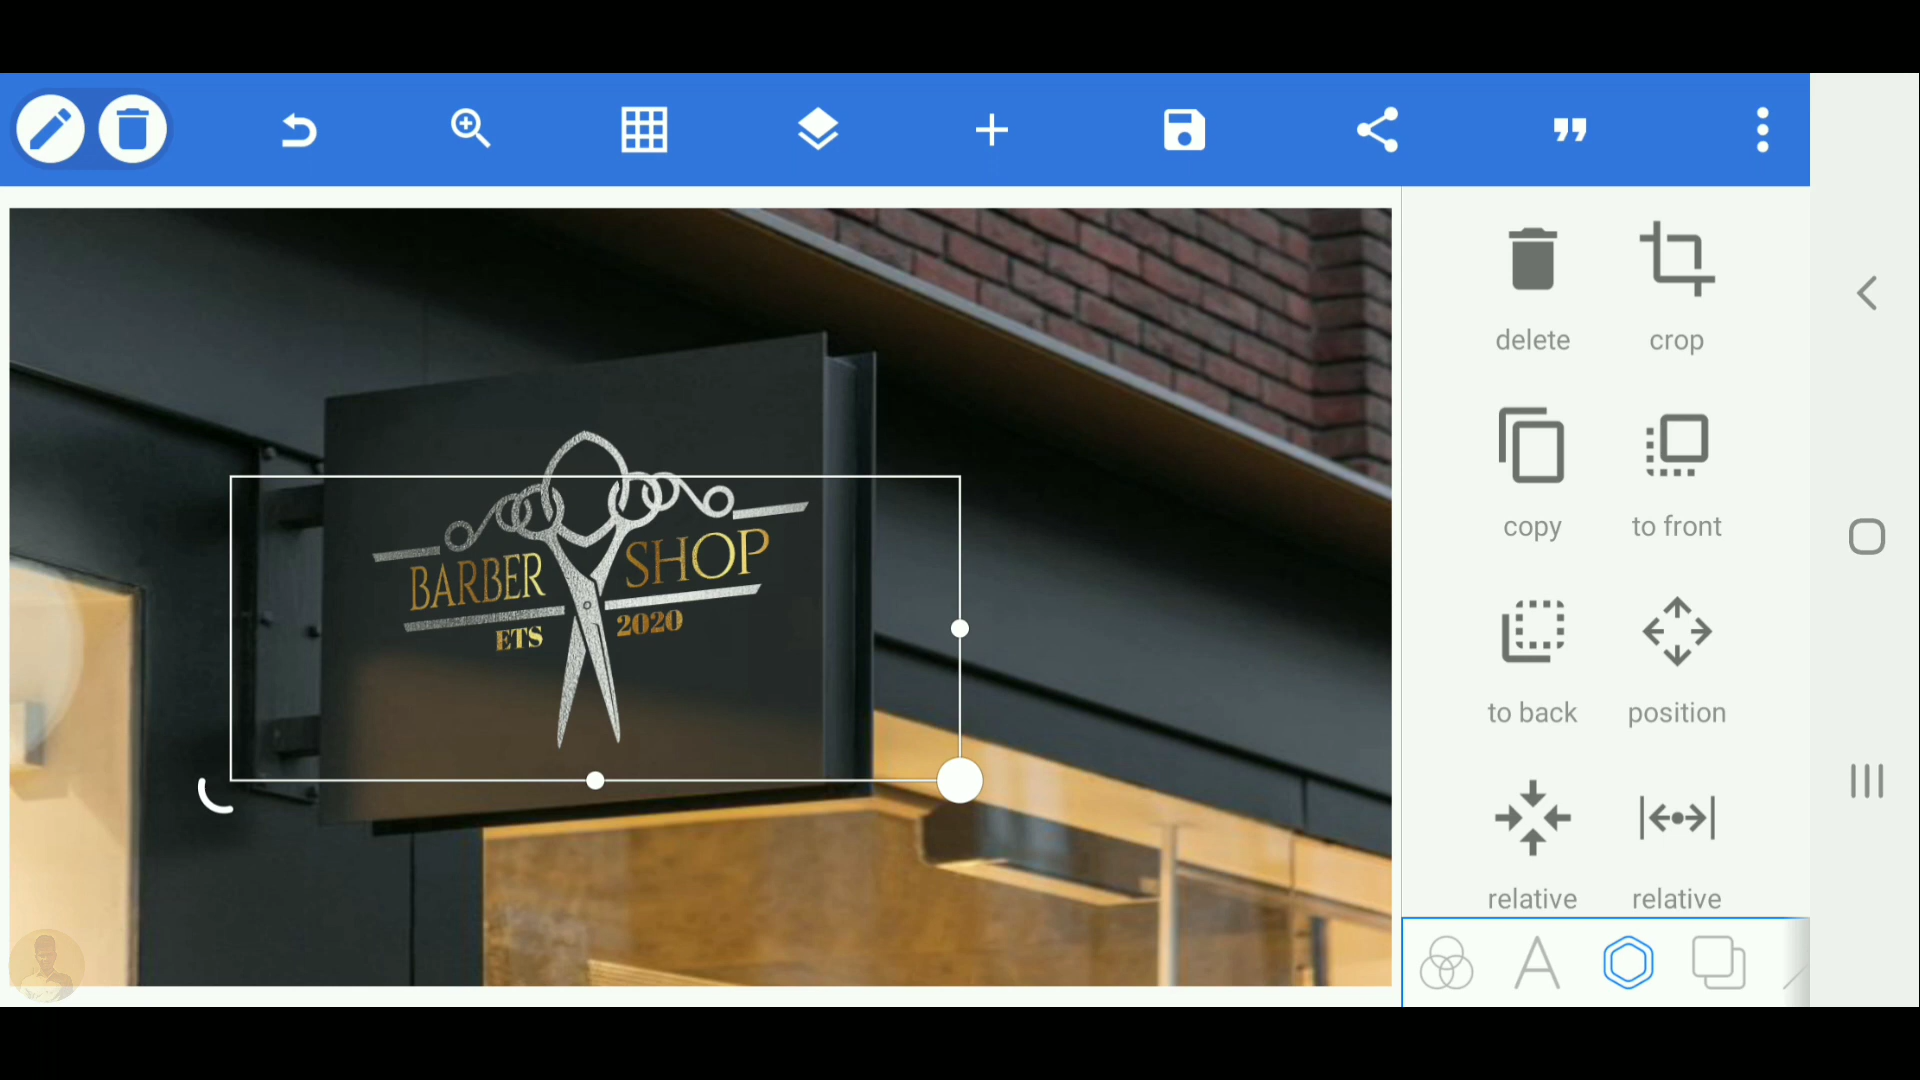 delete
crop
BARBER SHOP
ETS 2020
copy
to front
to back
position
relative
relative